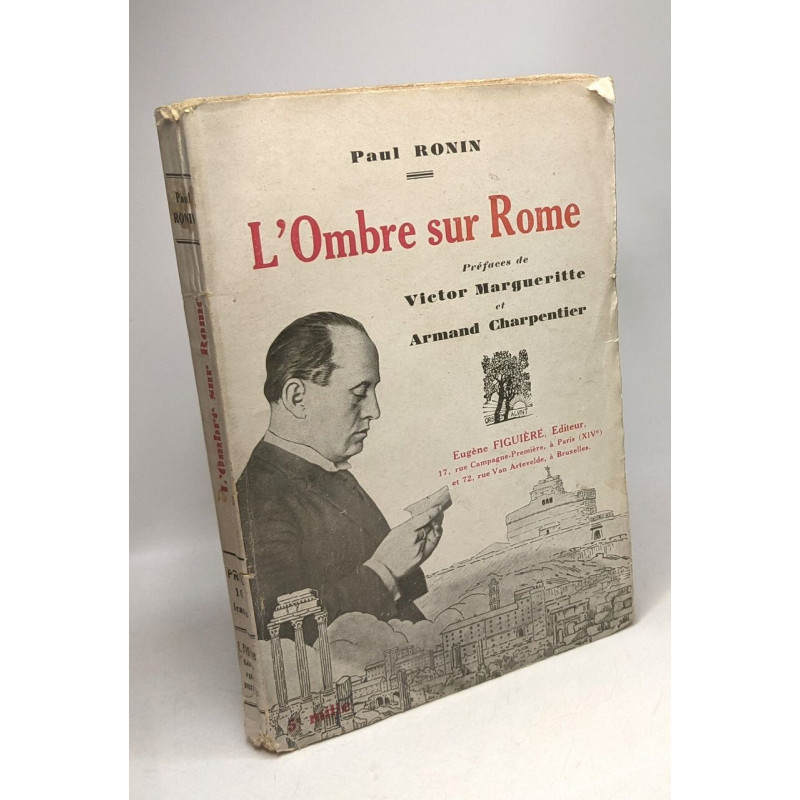 Paul RONIN
L'Ombre sur Rome
Préfaces de
Victor Margueritte
et
Armand Charpentier
Eugène FIGUIÈRE, Editeur,
17, rue Campagne-Première, à Paris (XIVe)
et 72, rue Van Artevelde, à Bruxelles.
5e mille
Paul
RONIN
L'Ombre sur Rome